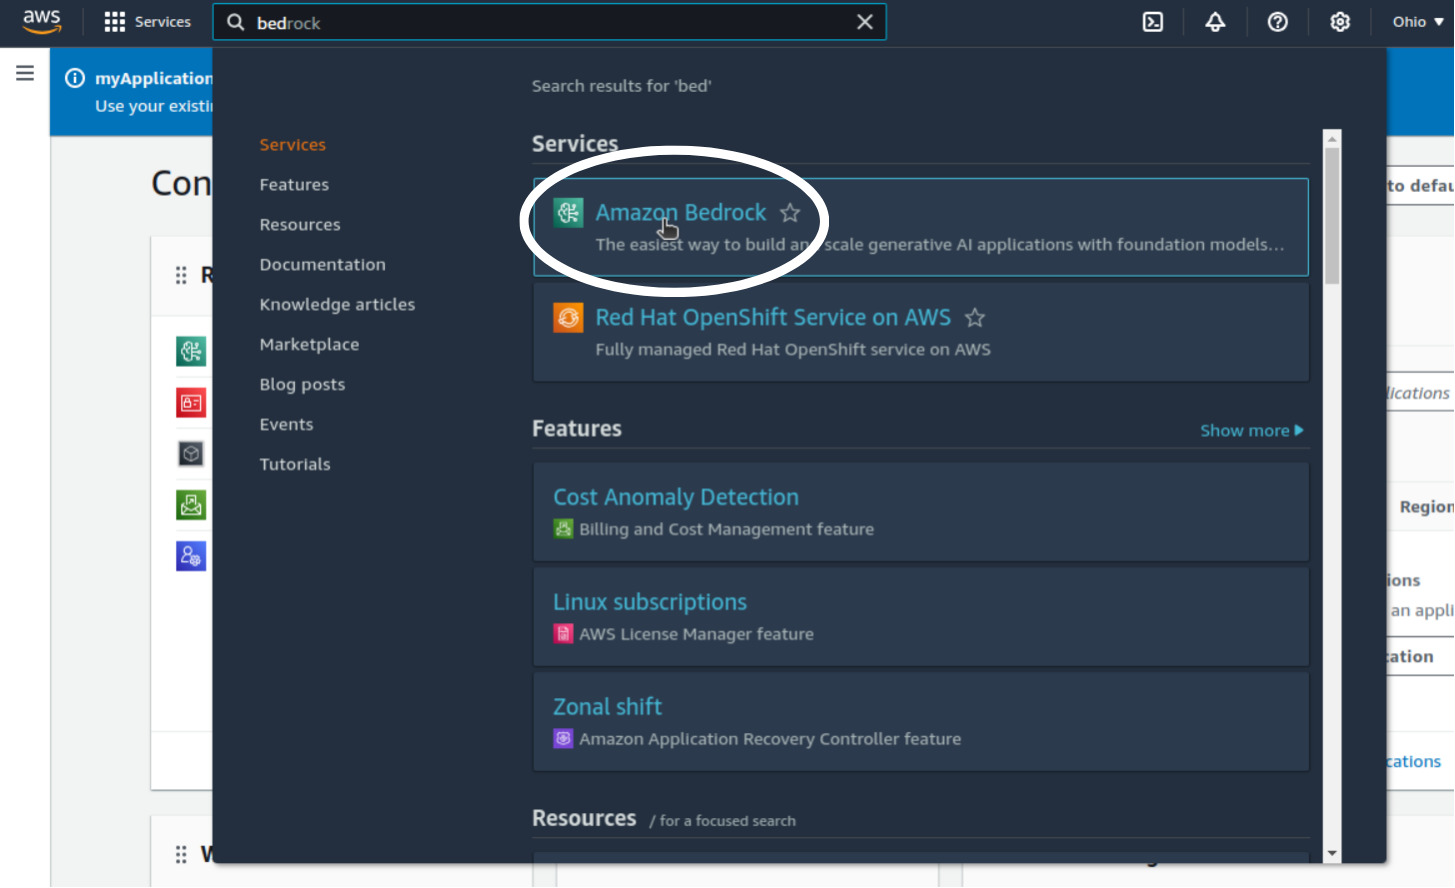 aws
Services
bedrock
Ohio
myApplication
Use your existi
Search results for 'bed'
Services
Features
Resources
Documentation
Knowledge articles
Marketplace
Blog posts
Events
Tutorials
Services
Amazon Bedrock
The easiest way to build an scale generative AI applications with foundation models...
Red Hat OpenShift Service on AWS
Fully managed Red Hat OpenShift service on AWS
Features
Show more
Cost Anomaly Detection
Billing and Cost Management feature
Linux subscriptions
AWS License Manager feature
Zonal shift
Amazon Application Recovery Controller feature
Resources / for a focused search
Con
R
W
to defau
lications
Region
ions
an appli
cation
cations